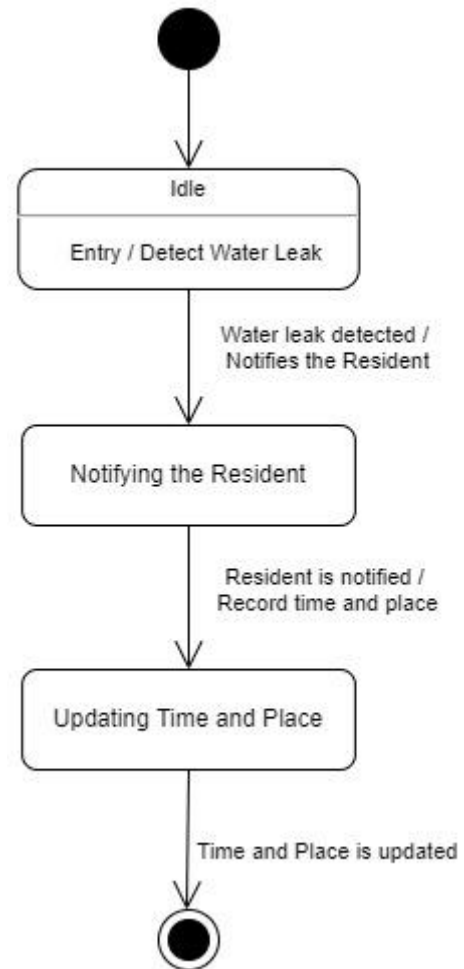 Idle
Entry / Detect Water Leak
Water leak detected /
Notifies the Resident
Notifying the Resident
Resident is notified /
Record time and place
Updating Time and Place
Time and Place is updated